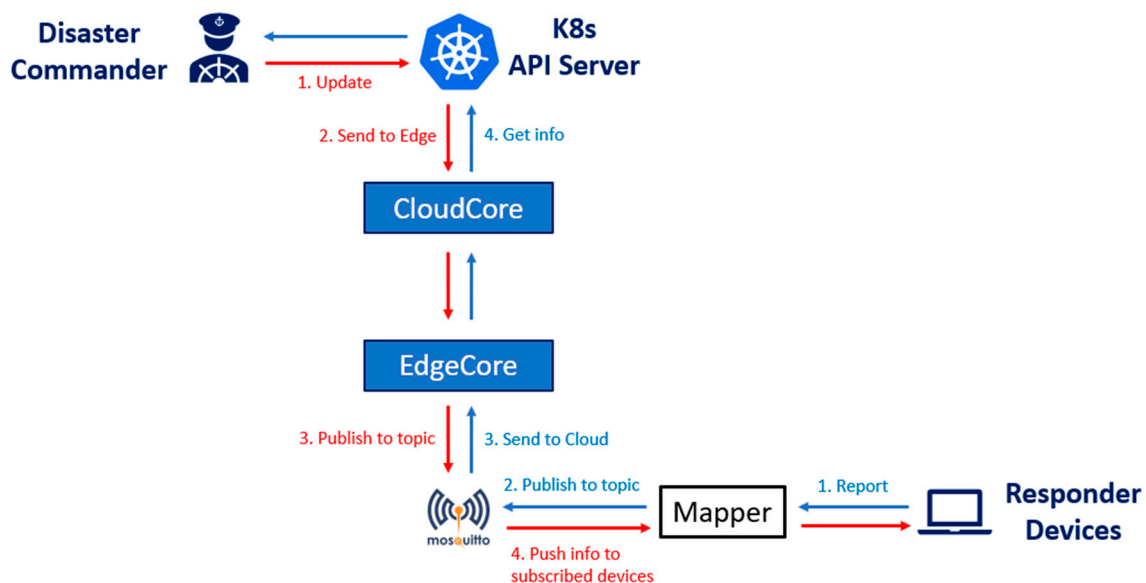 Disaster
Commander
K8s
API Server
1. Update
2. Send to Edge
4. Get info
CloudCore
EdgeCore
3. Publish to topic
3. Send to Cloud
mosquitto
2. Publish to topic
4. Push info to
subscribed devices
Mapper
1. Report
Responder
Devices